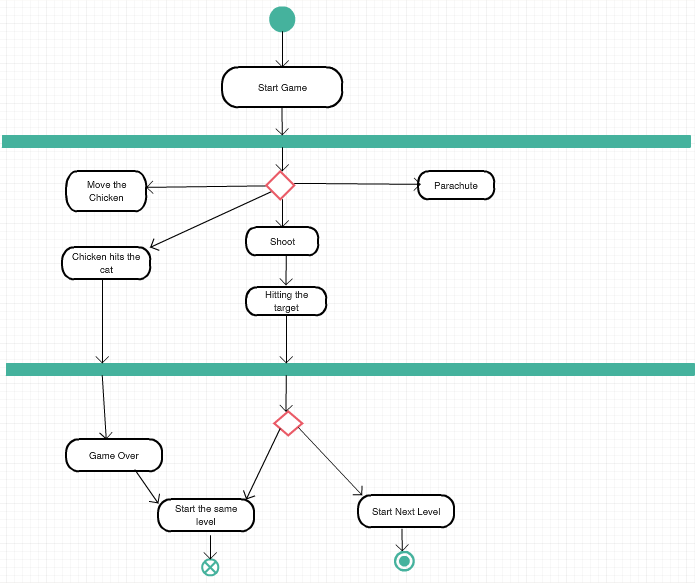 Start Game
Move the
Chicken
Parachute
Shoot
Chicken hits the
cat
Hitting the
target
Game Over
Start the same
level
Start Next Level